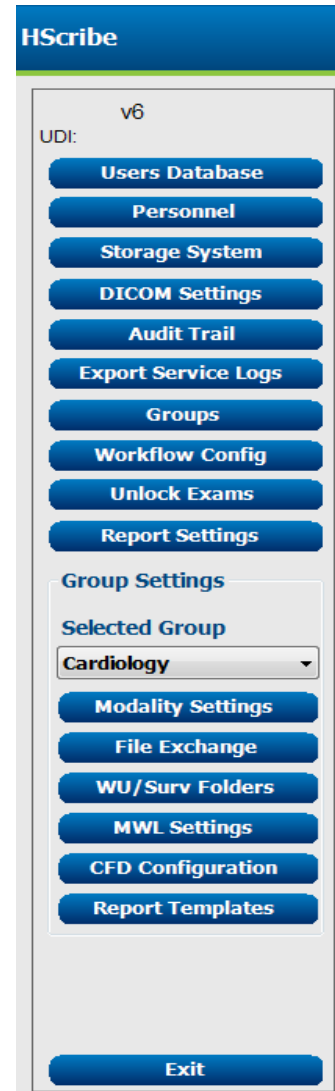 HScribe
v6
UDI:
Users Database
Personnel
Storage System
DICOM Settings
Audit Trail
Export Service Logs
Groups
Workflow Config
Unlock Exams
Report Settings
Group Settings
Selected Group
Cardiology
Modality Settings
File Exchange
WU/Surv Folders
MWL Settings
CFD Configuration
Report Templates
Exit